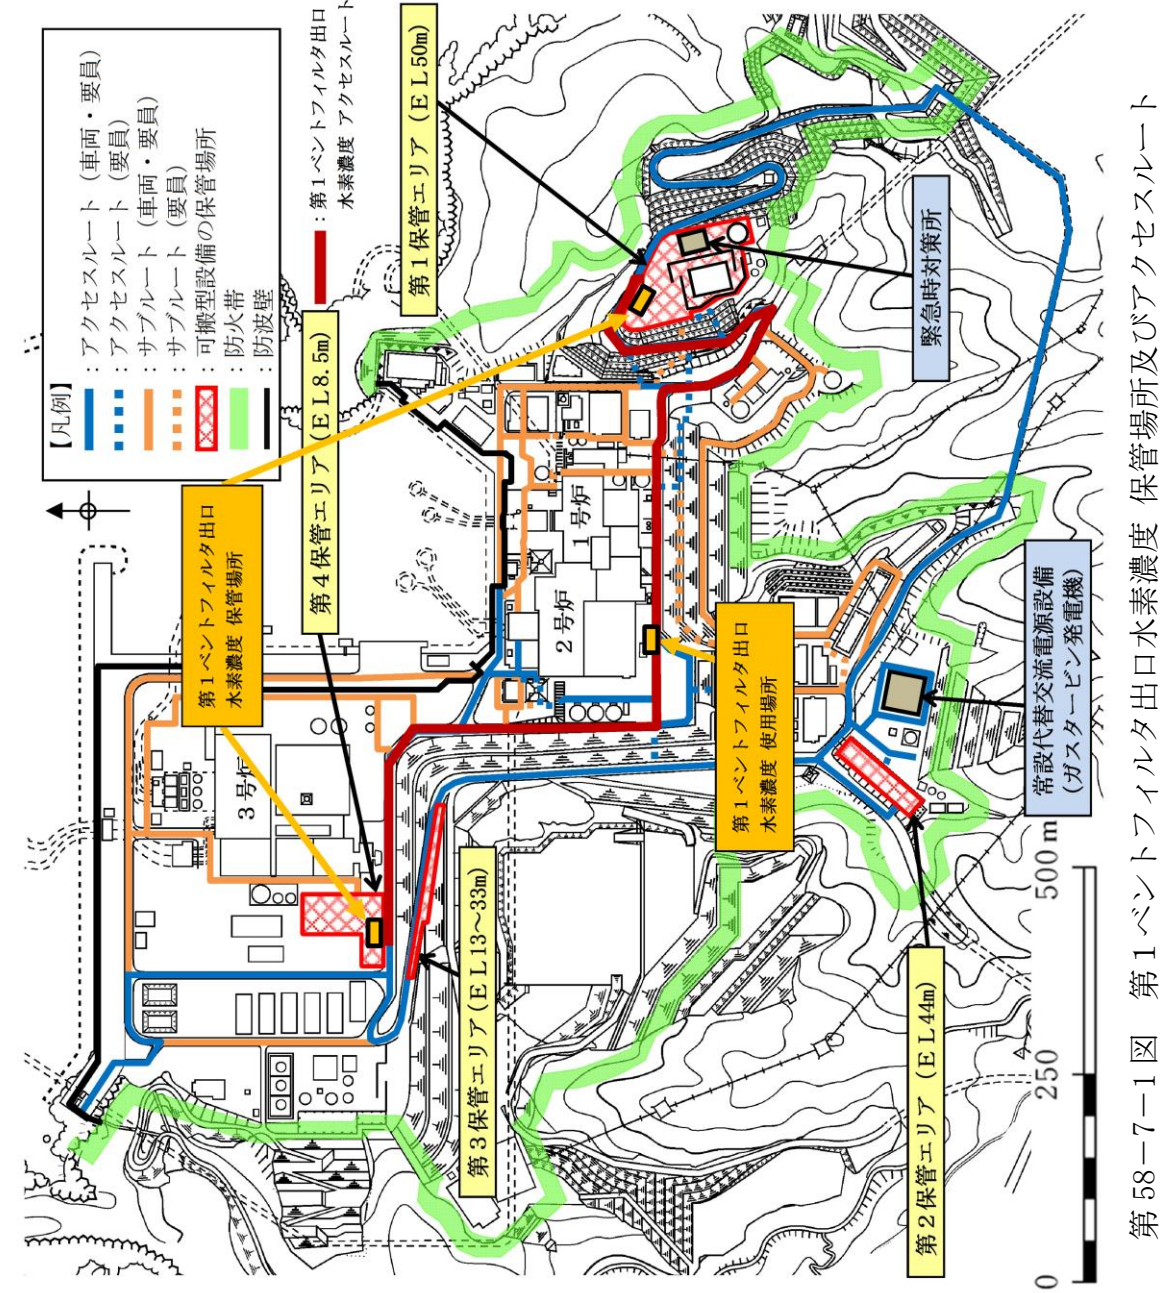 【凡例】
：アクセスルート（車両・要員）
：アクセスルート（要員）
：サブルート（車両・要員）
：サブルート（要員）
：可搬型設備の保管場所
：防火帯
：防波壁
：第１ベントフィルタ出口
水素濃度 アクセスルート
第１保管エリア（ＥＬ50m）
第４保管エリア（ＥＬ8.5m）
第１ベントフィルタ出口
水素濃度 保管場所
３号炉
２号炉
１号炉
緊急時対策所
第１ベントフィルタ出口
水素濃度 使用場所
第３保管エリア（ＥＬ13～33m）
常設代替交流電源設備
（ガスタービン発電機）
第２保管エリア（ＥＬ44m）
0 250 500 m
第58－7－1図 第１ベントフィルタ出口水素濃度 保管場所及びアクセスルート